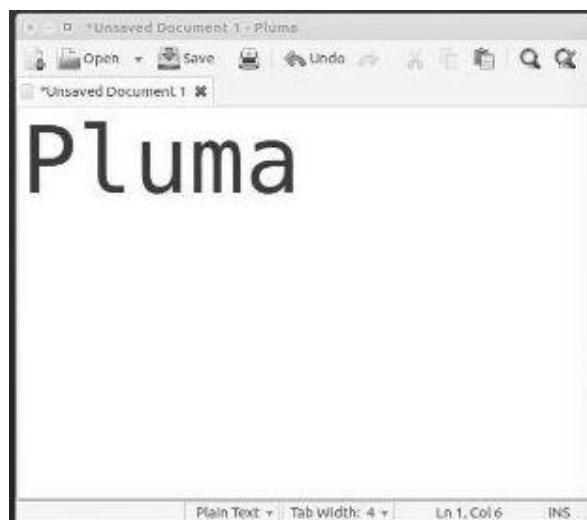 *Unsaved Document 1 - Pluma
Open Save Undo
*Unsaved Document 1
Pluma
Plain Text Tab Width: 4 Ln 1, Col 6 INS